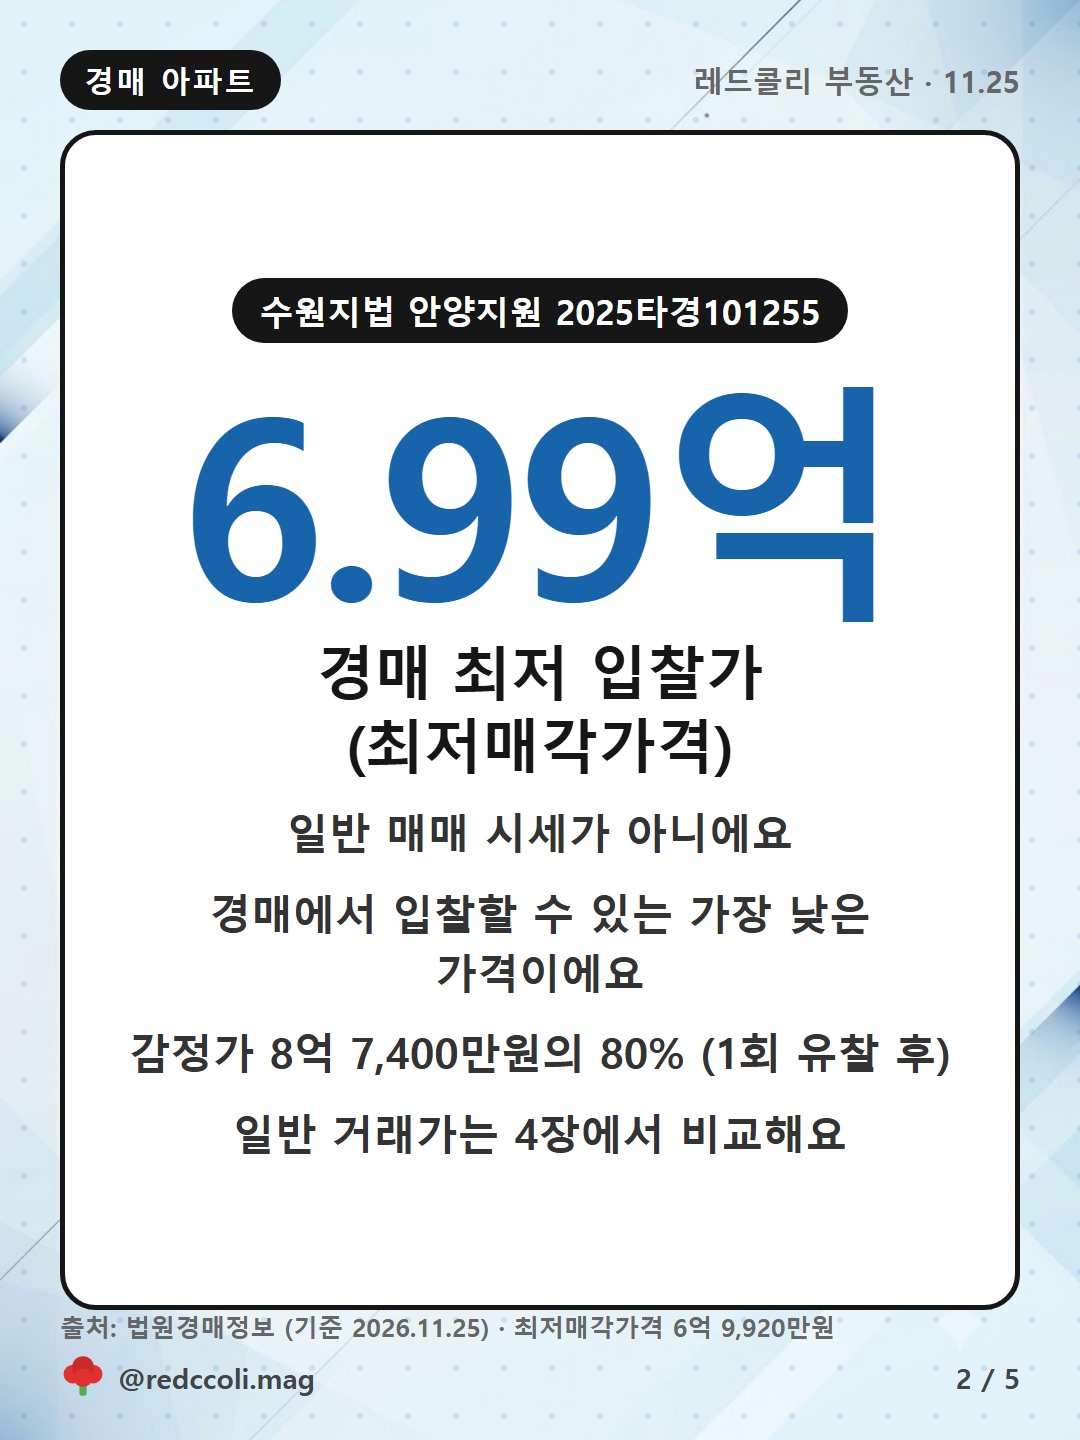 경매 아파트
레드콜리 부동산 · 11.25
수원지법 안양지원 2025타경101255
6.99억
경매 최저 입찰가
(최저매각가격)
일반 매매 시세가 아니에요
경매에서 입찰할 수 있는 가장 낮은
가격이에요
감정가 8억 7,400만원의 80% (1회 유찰 후)
일반 거래가는 4장에서 비교해요
출처: 법원경매정보 (기준 2026.11.25) · 최저매각가격 6억 9,920만원
@redccoli.mag
2 / 5